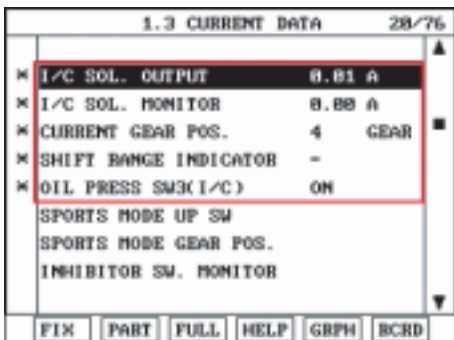 1.3 CURRENT DATA 20/76
* I/C SOL. OUTPUT 0.01 A
* I/C SOL. MONITOR 0.00 A
* CURRENT GEAR POS. 4 GEAR
* SHIFT RANGE INDICATOR -
* OIL PRESS SW3(I/C) ON
SPORTS MODE UP SW
SPORTS MODE GEAR POS.
INHIBITOR SW. MONITOR
FIX PART FULL HELP GRPH RCRD